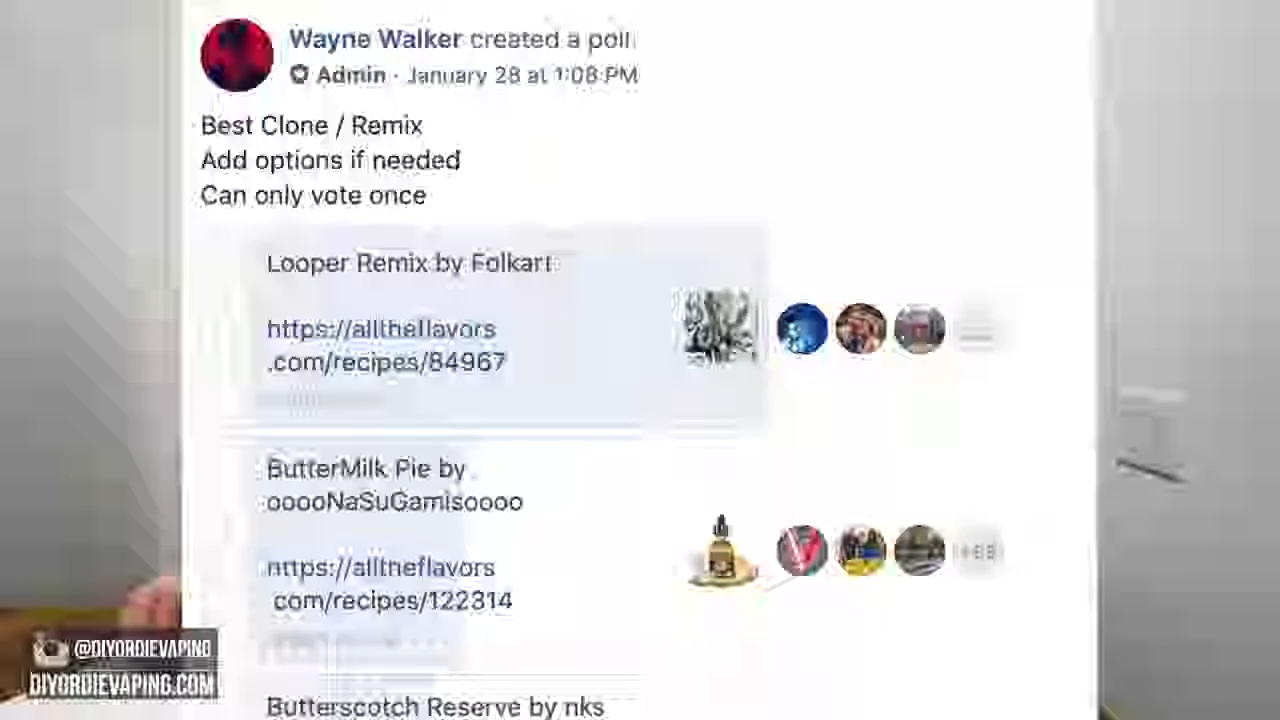 Wayne Walker created a poll.
Admin · January 28 at 1:08 PM
Best Clone / Remix
Add options if needed
Can only vote once
Looper Remix by Folkart
https://alltheflavors
.com/recipes/84967
ButterMilk Pie by
ooooNaSuGamisoooo
https://alltheflavors
.com/recipes/122314
Butterscotch Reserve by nks
@DIYORDIEVAPING
DIYORDIEVAPING.COM